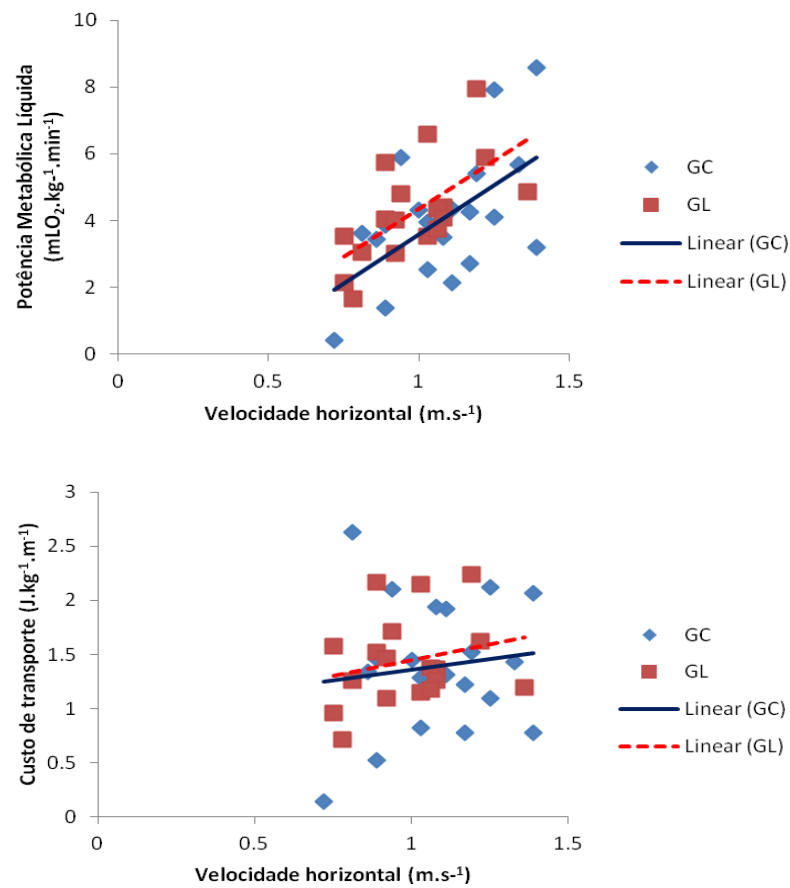 Potência Metabólica Líquida
(mLO₂.kg⁻¹.min⁻¹)
10
8
6
4
2
0
0
0.5
1
1.5
Velocidade horizontal (m.s-¹)
GC
GL
Linear (GC)
Linear (GL)
Custo de transporte (J.kg⁻¹.m⁻¹)
3
2.5
2
1.5
1
0.5
0
0
0.5
1
1.5
Velocidade horizontal (m.s-¹)
GC
GL
Linear (GC)
Linear (GL)